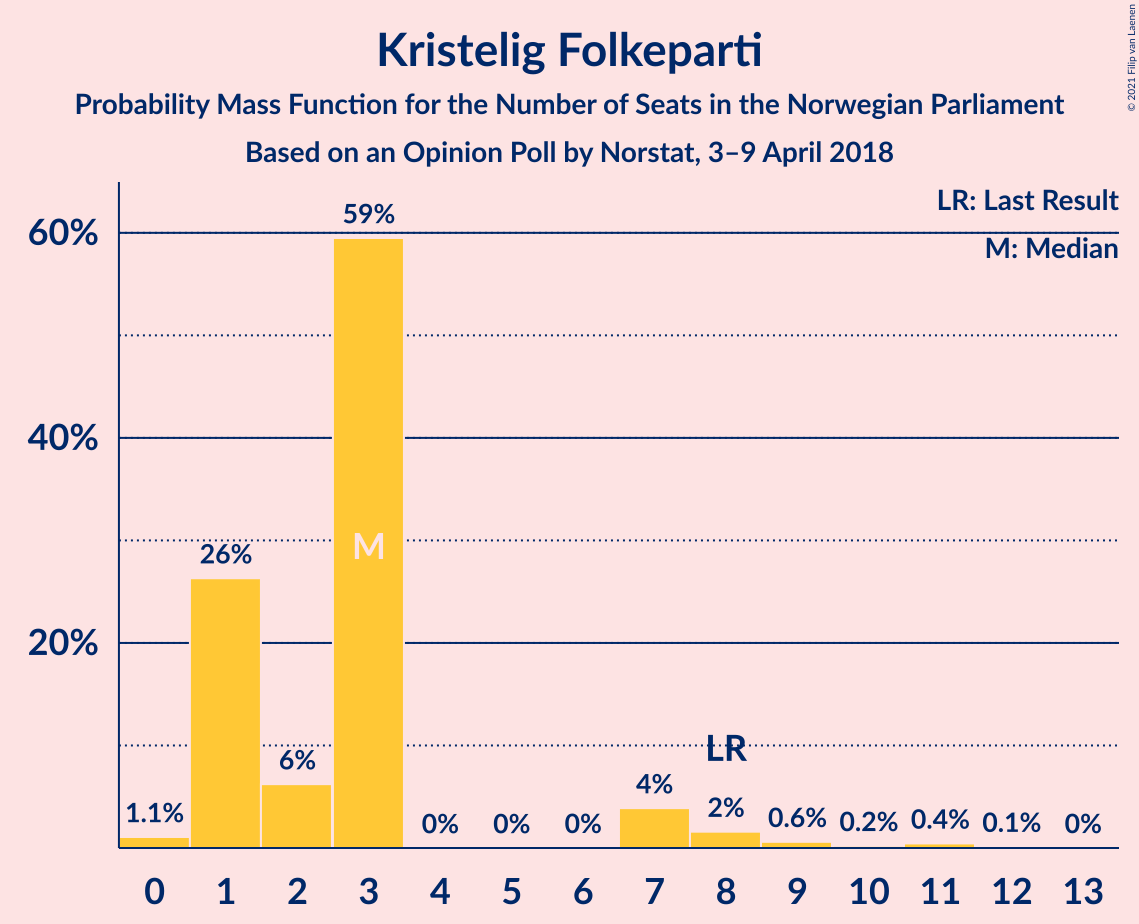 Kristelig Folkeparti
Probability Mass Function for the Number of Seats in the Norwegian Parliament
Based on an Opinion Poll by Norstat, 3–9 April 2018
© 2021 Filip van Laenen
LR: Last Result
M: Median
60%
40%
20%
1.1%
26%
6%
59%
M
0%
0%
0%
4%
LR
2%
0.6%
0.2%
0.4%
0.1%
0%
0 1 2 3 4 5 6 7 8 9 10 11 12 13